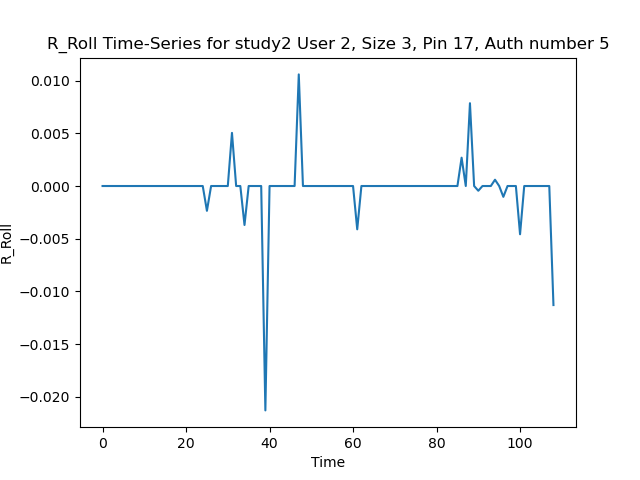 R_Roll Time-Series for study2 User 2, Size 3, Pin 17, Auth number 5
0.010
0.005
0.000
−0.005
−0.010
−0.015
−0.020
R_Roll
0 20 40 60 80 100
Time